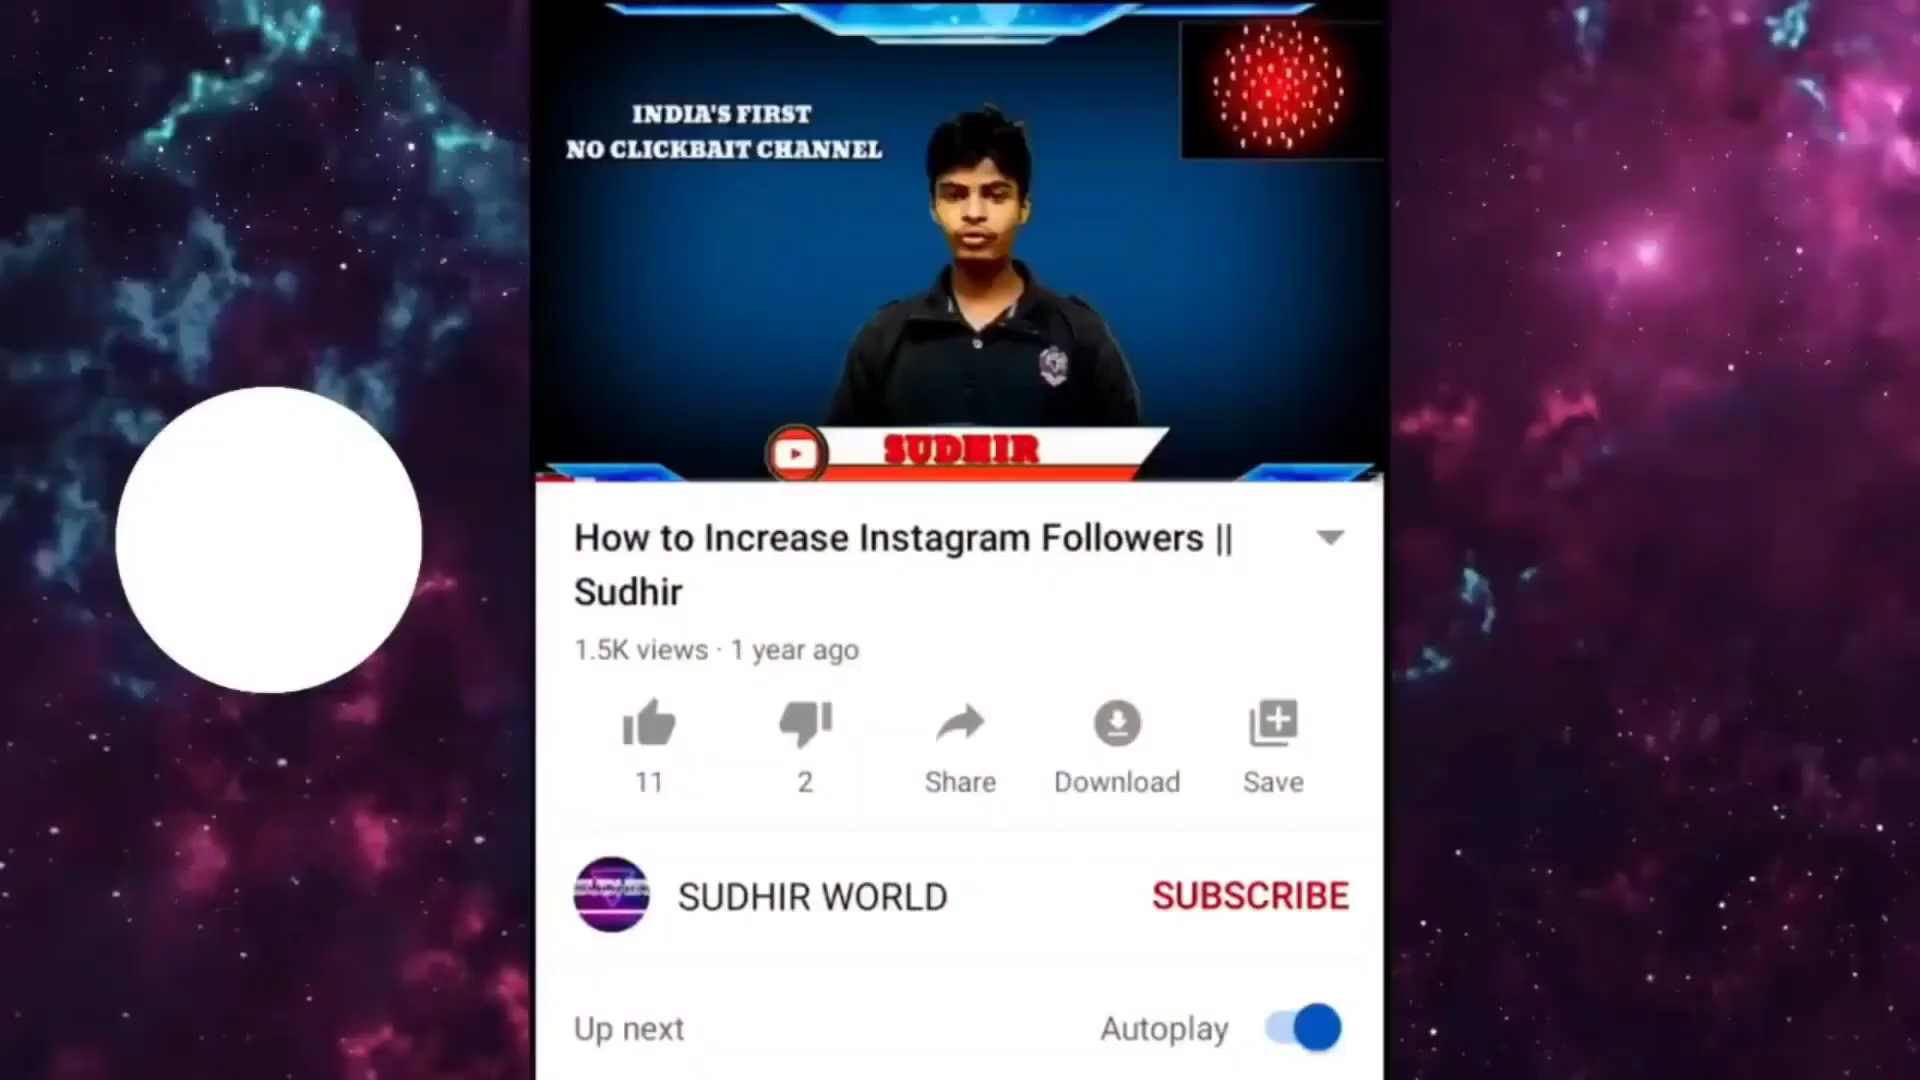 INDIA'S FIRST
NO CLICKBAIT CHANNEL
SUDHIR
How to Increase Instagram Followers ||
Sudhir
1.5K views · 1 year ago
11
2
Share
Download
Save
SUDHIR WORLD
SUBSCRIBE
Up next
Autoplay